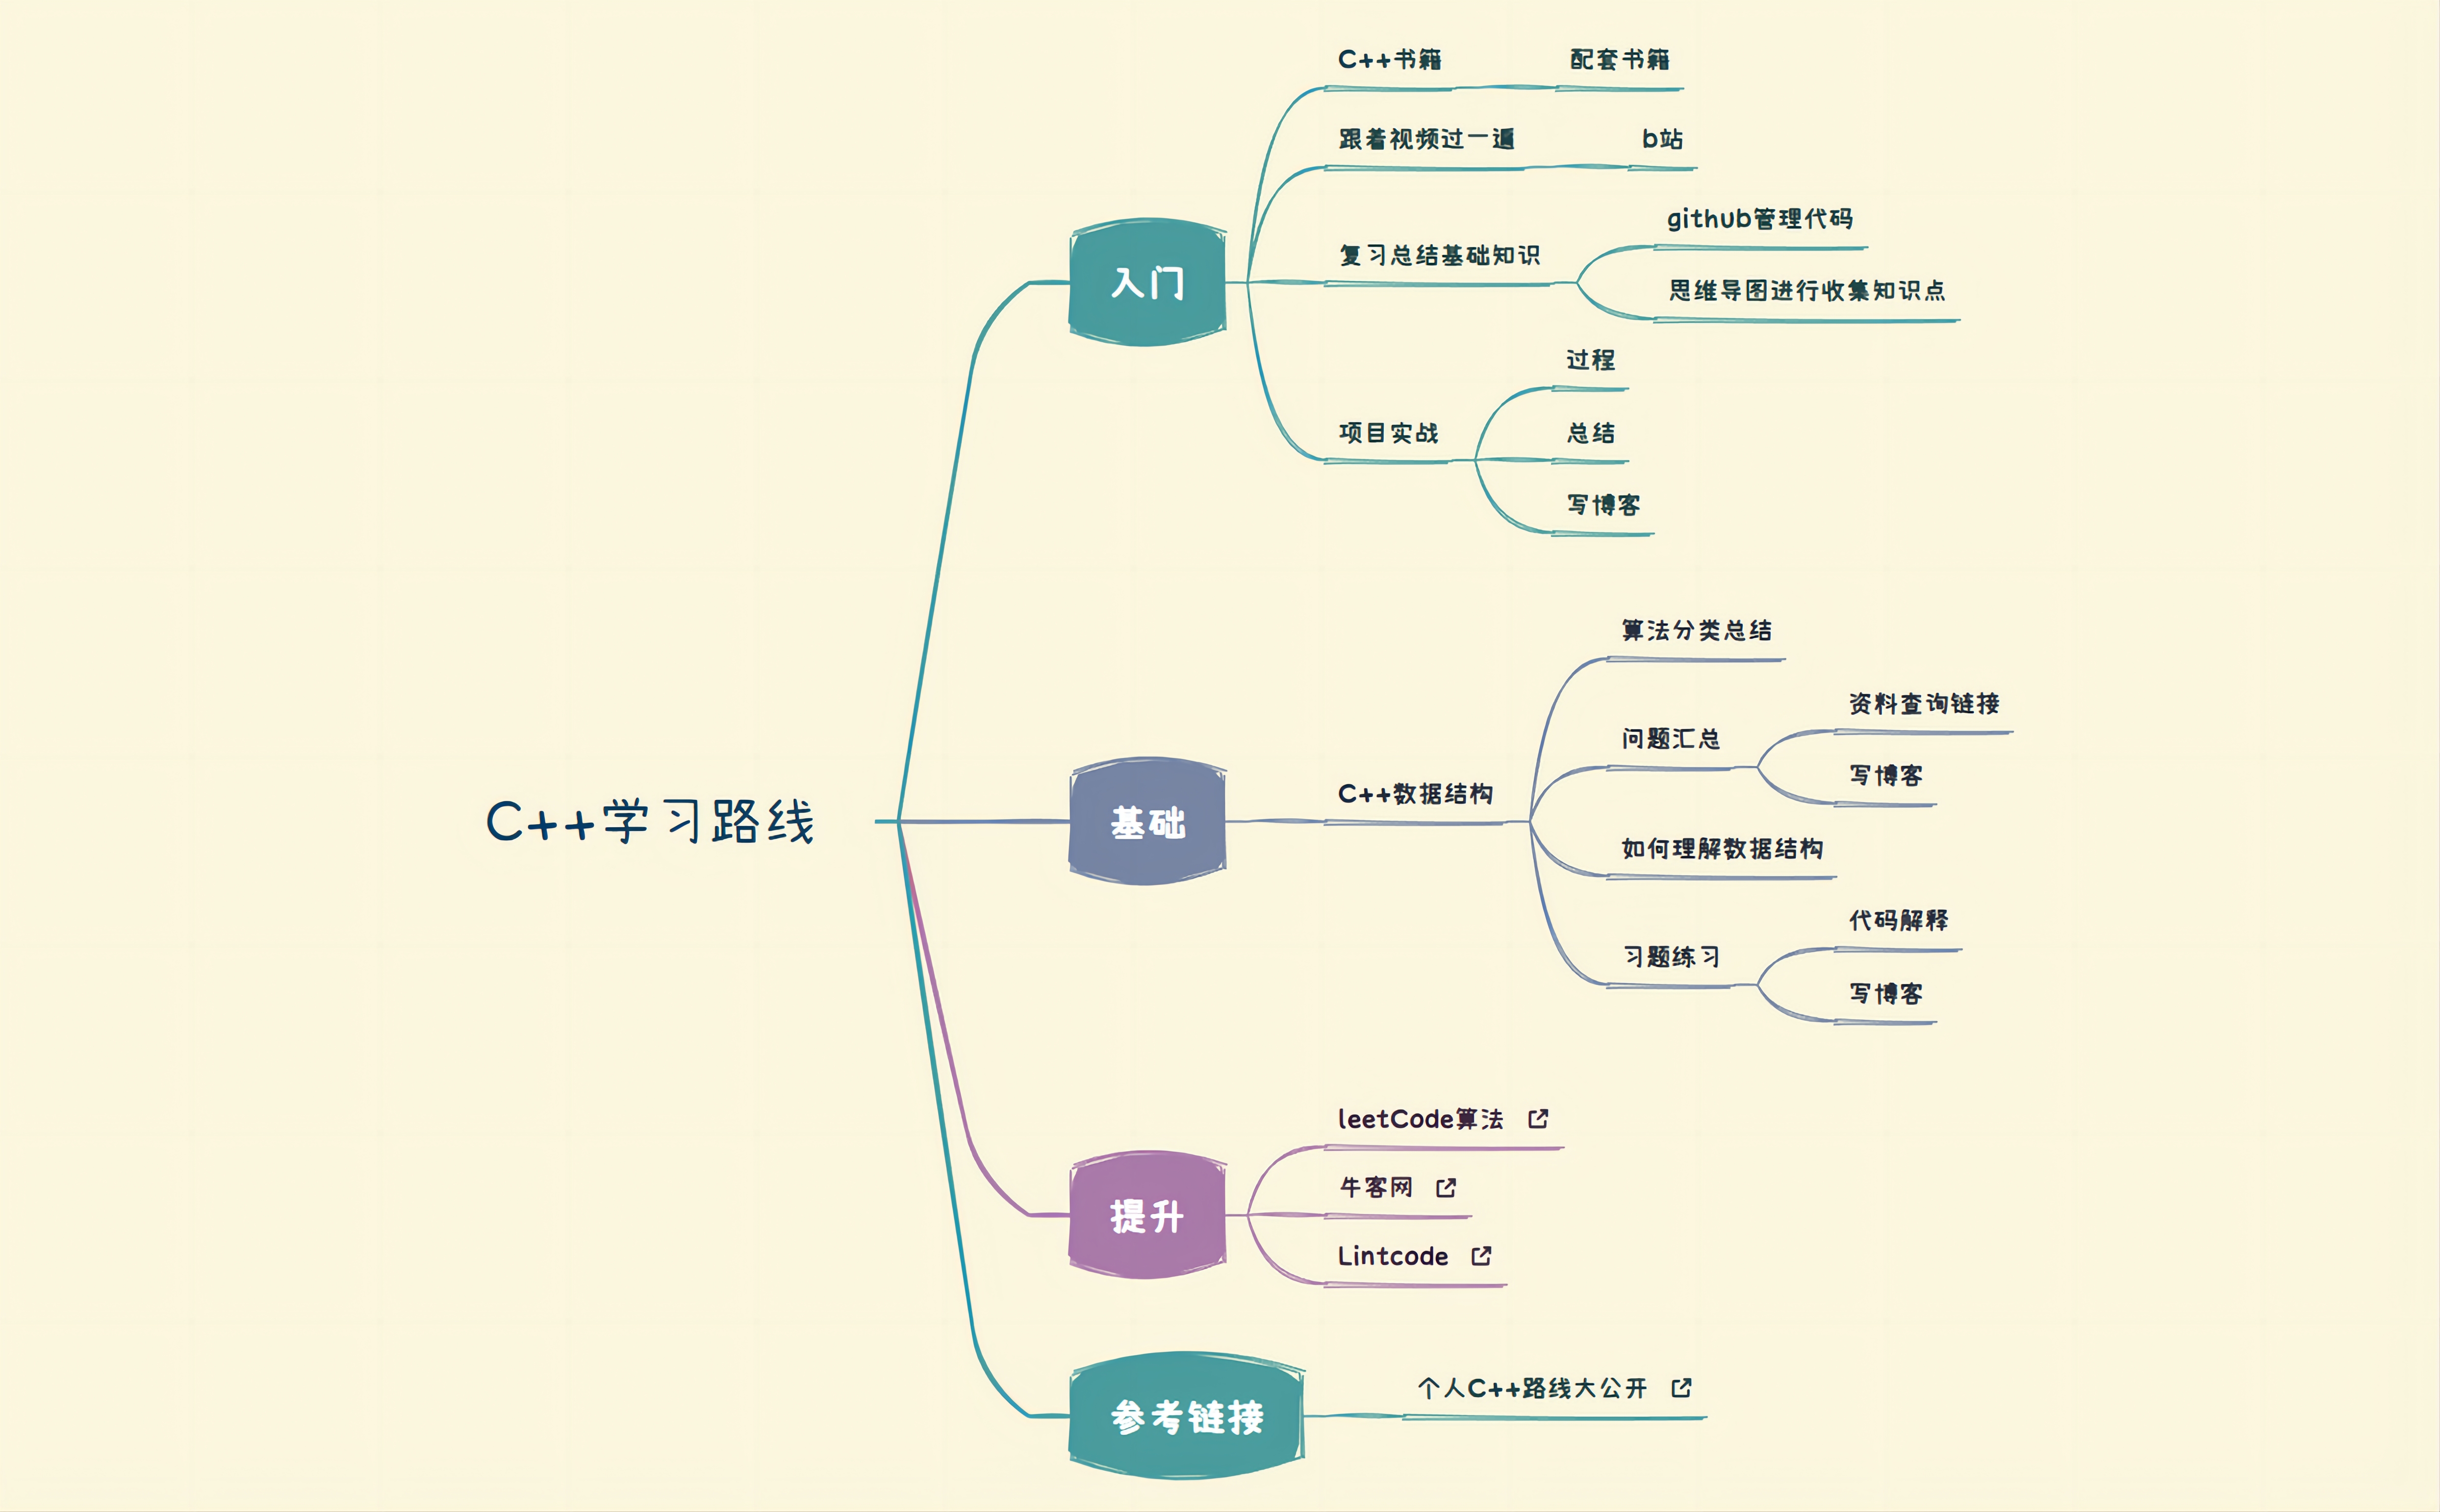 C++学习路线
入门
C++书籍
配套书籍
跟着视频过一遍
b站
复习总结基础知识
github管理代码
思维导图进行收集知识点
项目实战
过程
总结
写博客
基础
C++数据结构
算法分类总结
问题汇总
资料查询链接
写博客
如何理解数据结构
习题练习
代码解释
写博客
提升
leetCode算法
牛客网
Lintcode
参考链接
个人C++路线大公开